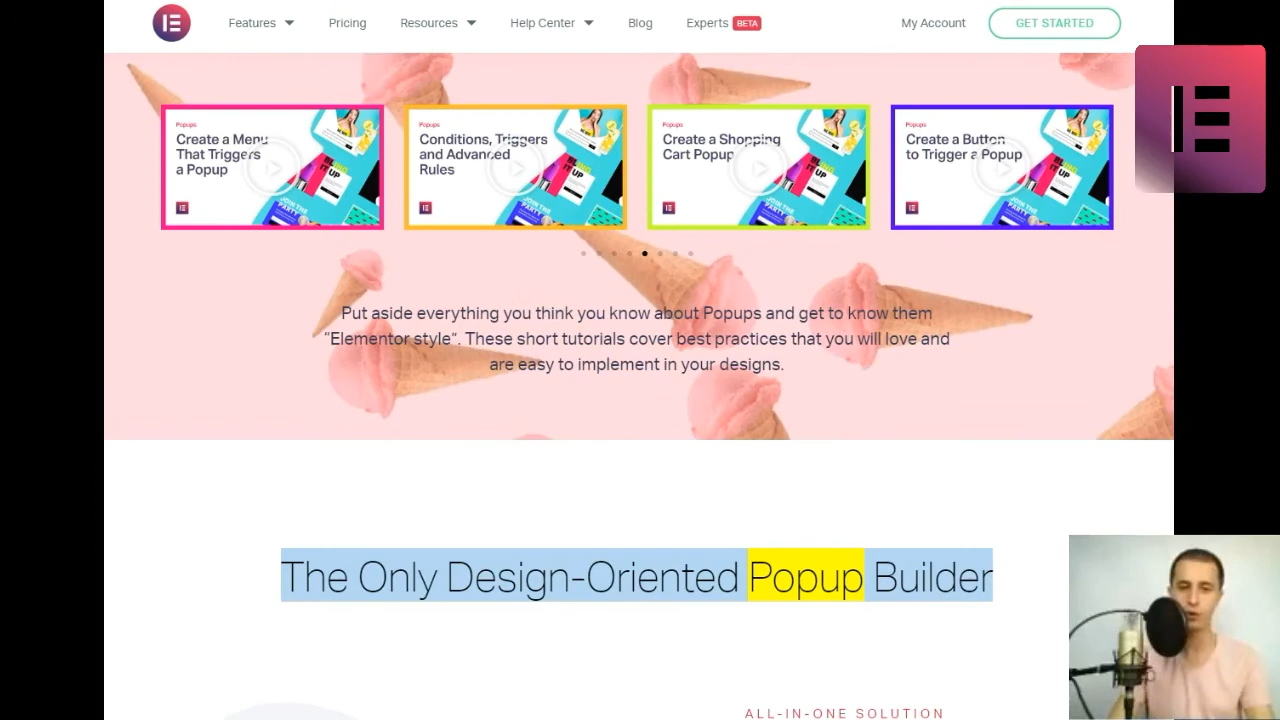 Features
Pricing
Resources
Help Center
Blog
Experts BETA
My Account
GET STARTED
Popups
Create a Menu
That Triggers
a Popup
Popups
Conditions, Triggers
and Advanced
Rules
Popups
Create a Shopping
Cart Popup
Popups
Create a Button
to Trigger a Popup
Put aside everything you think you know about Popups and get to know them
“Elementor style”. These short tutorials cover best practices that you will love and
are easy to implement in your designs.
The Only Design-Oriented Popup Builder
ALL-IN-ONE SOLUTION